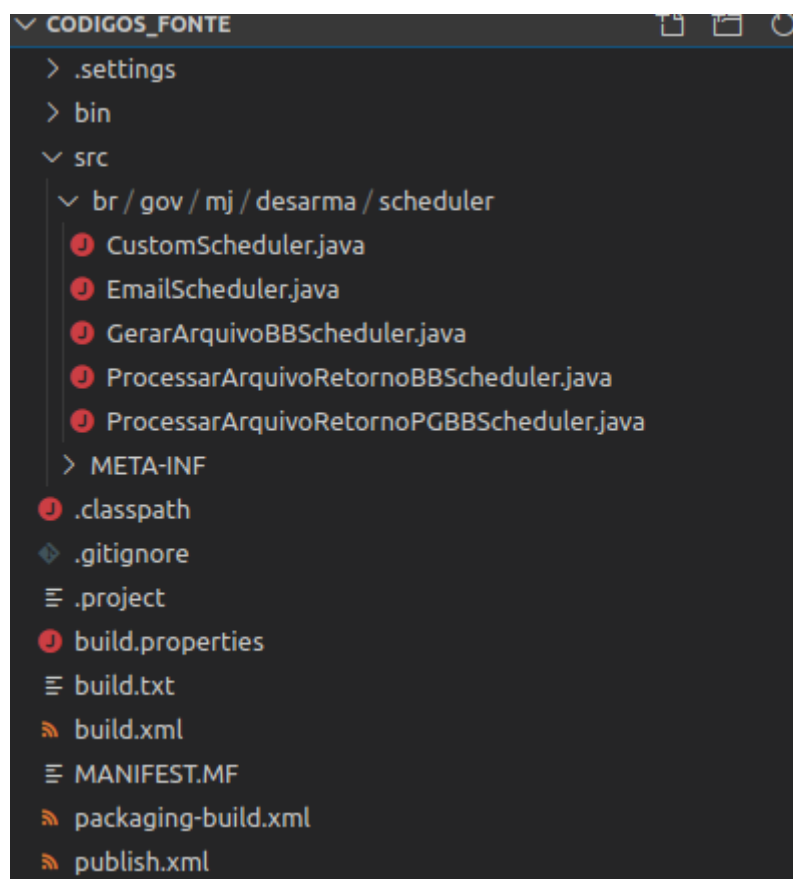 CODIGOS_FONTE
.settings
bin
src
br / gov / mj / desarma / scheduler
CustomScheduler.java
EmailScheduler.java
GerarArquivoBBScheduler.java
ProcessarArquivoRetornoBBScheduler.java
ProcessarArquivoRetornoPGBBScheduler.java
META-INF
.classpath
.gitignore
.project
build.properties
build.txt
build.xml
MANIFEST.MF
packaging-build.xml
publish.xml